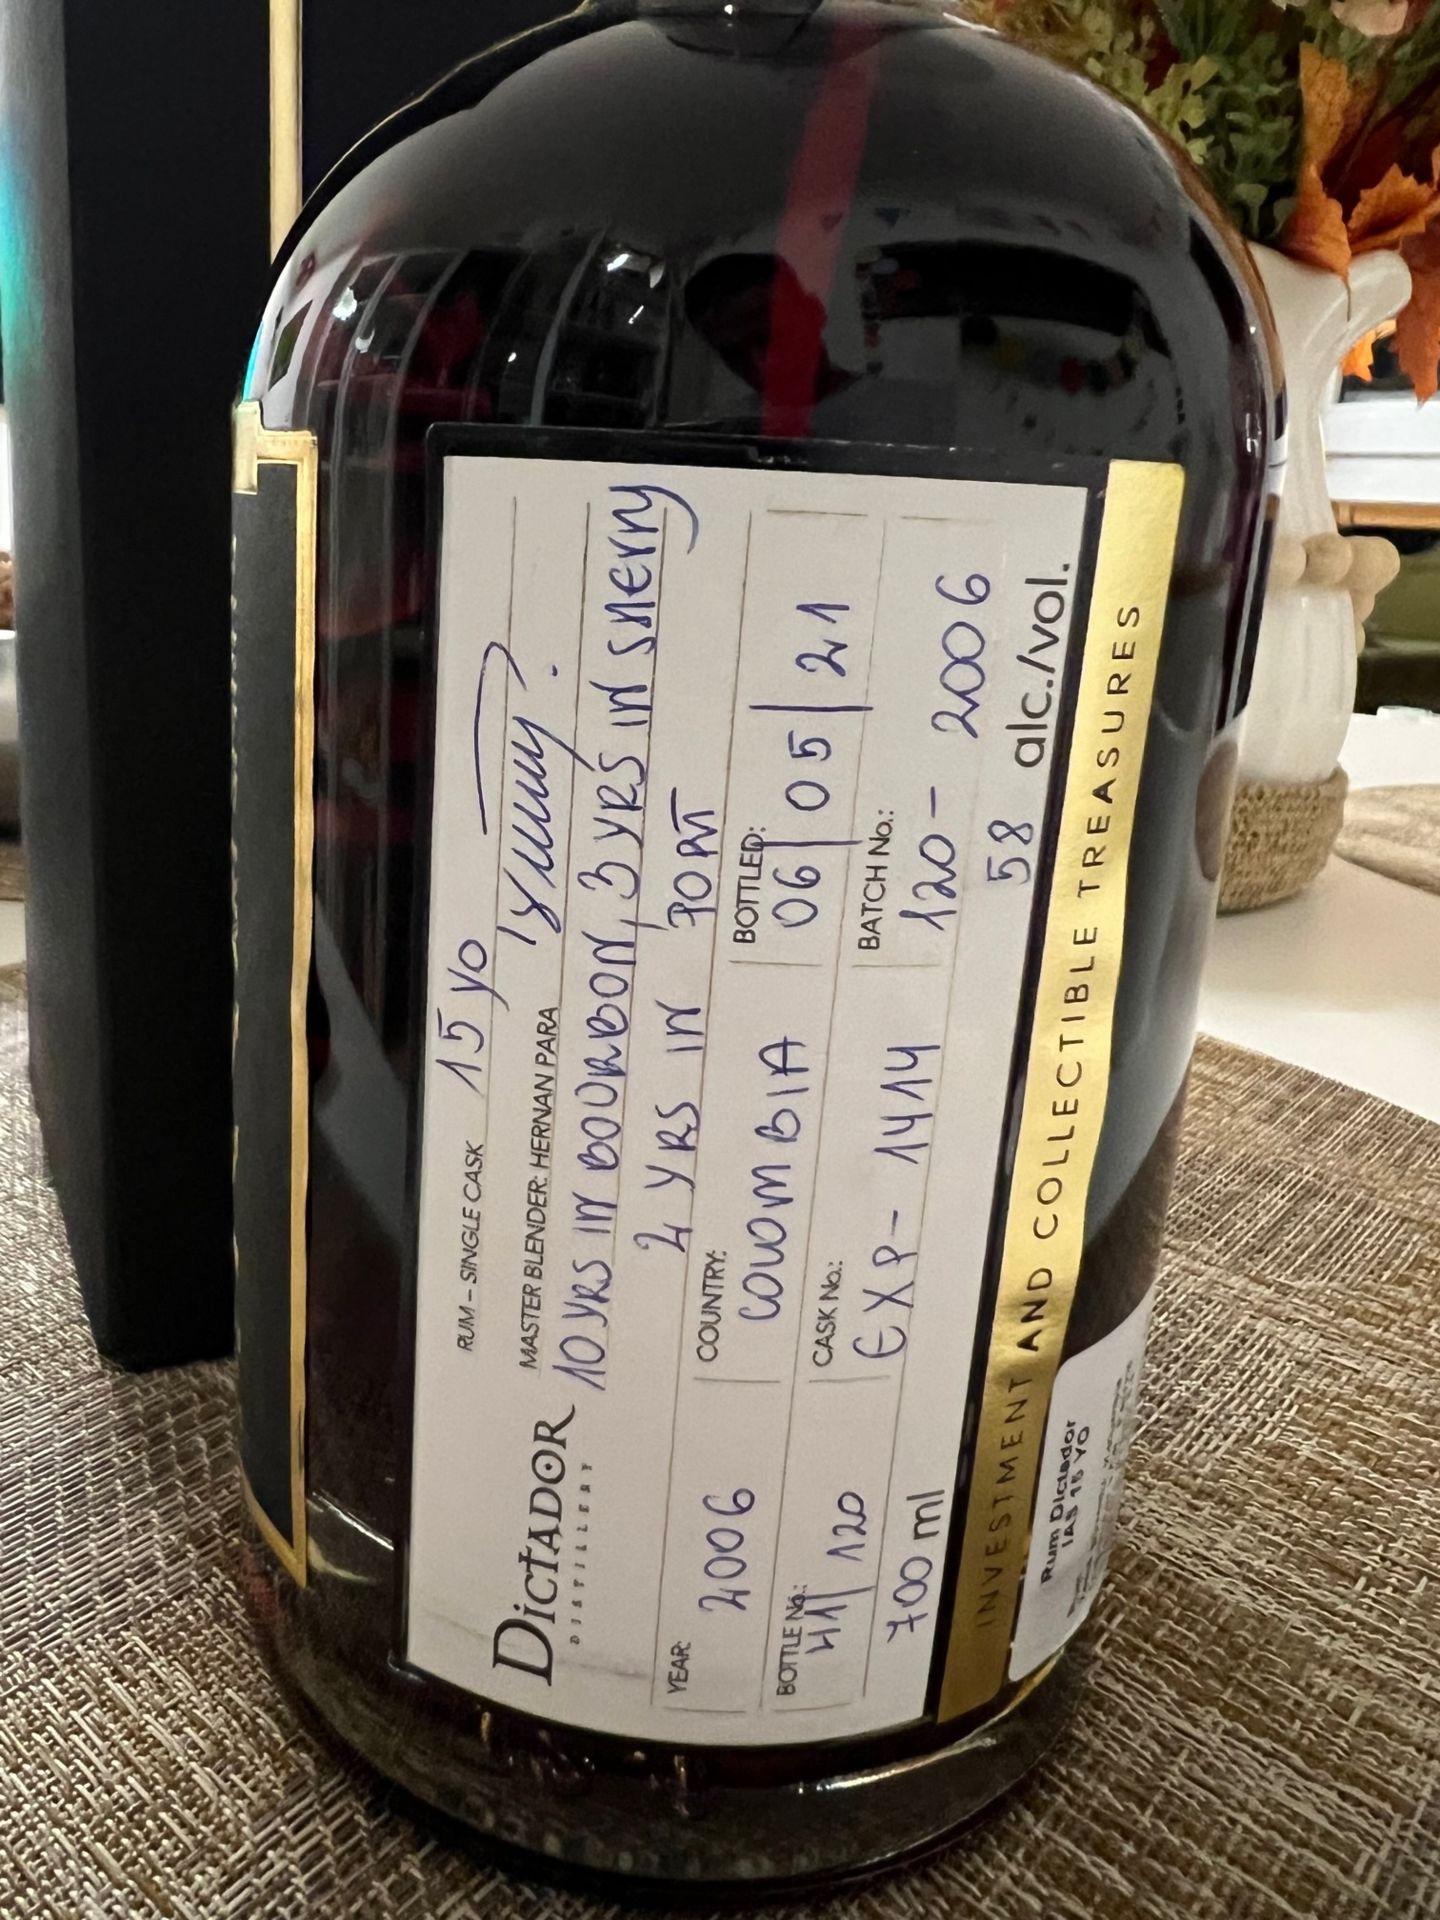 RUM – SINGLE CASK 15 yo
DICTADOR
DISTILLERY
MASTER BLENDER: HERNAN PARA
10 YRS IN BOURBON, 3 YRS IN SHERRY
2 YRS IN PORT
YEAR: 2006
COUNTRY: COLOMBIA
BOTTLED: 06|05|21
BOTTLE No.: 41/120
CASK No.: EXP-1414
BATCH No.: 120-2006
700 ml 58 alc./vol.
INVESTMENT AND COLLECTIBLE TREASURES
Rum Dictador
IAS 15 YO